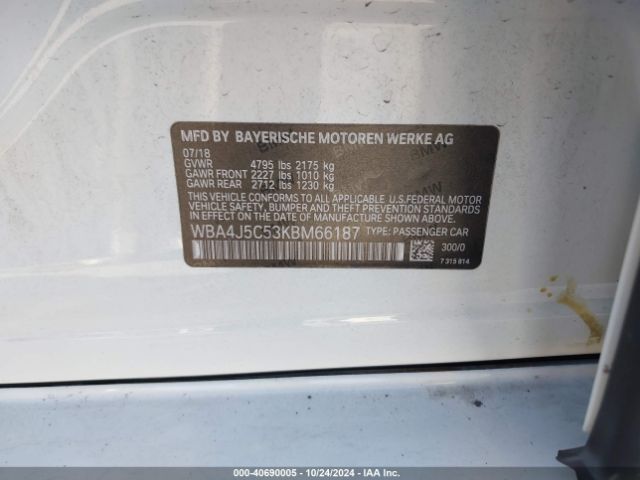 MFD BY BAYERISCHE MOTOREN WERKE AG
07/18
GVWR 4795 lbs 2175 kg
GAWR FRONT 2227 lbs 1010 kg
GAWR REAR 2712 lbs 1230 kg
THIS VEHICLE CONFORMS TO ALL APPLICABLE U.S.FEDERAL MOTOR
VEHICLE SAFETY, BUMPER AND THEFT PREVENTION STANDARDS IN
EFFECT ON THE DATE OF MANUFACTURE SHOWN ABOVE.
WBA4J5C53KBM66187 TYPE: PASSENGER CAR
300/0
7 315 814
000-40690005 - 10/24/2024 - IAA Inc.